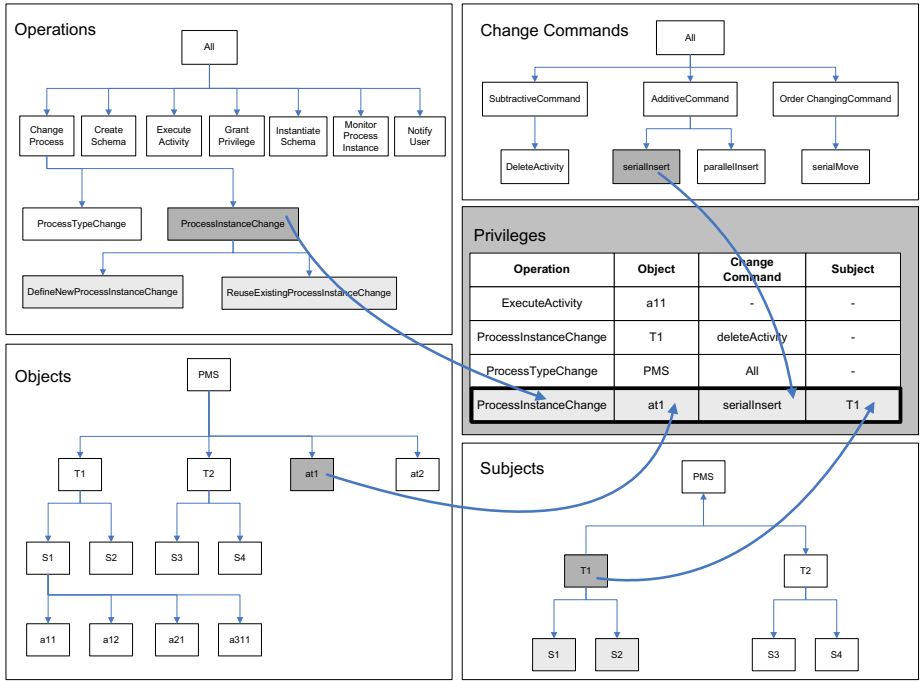 Operations
All
Change
Process
Create
Schema
Execute
Activity
Grant
Privilege
Instantiate
Schema
Monitor
Process
Instance
Notify
User
ProcessTypeChange
ProcessInstanceChange
DefineNewProcessInstanceChange
ReuseExistingProcessInstanceChange
Change Commands
All
SubtractiveCommand
AdditiveCommand
Order ChangingCommand
DeleteActivity
serialInsert
parallelInsert
serialMove
Privileges
Operation
Object
Change
Command
Subject
ExecuteActivity a11 - -
ProcessInstanceChange T1 deleteActivity -
ProcessTypeChange PMS All -
ProcessInstanceChange at1 serialInsert T1
Objects
PMS
T1
T2
at1
at2
S1
S2
S3
S4
a11
a12
a21
a311
Subjects
PMS
T1
T2
S1
S2
S3
S4